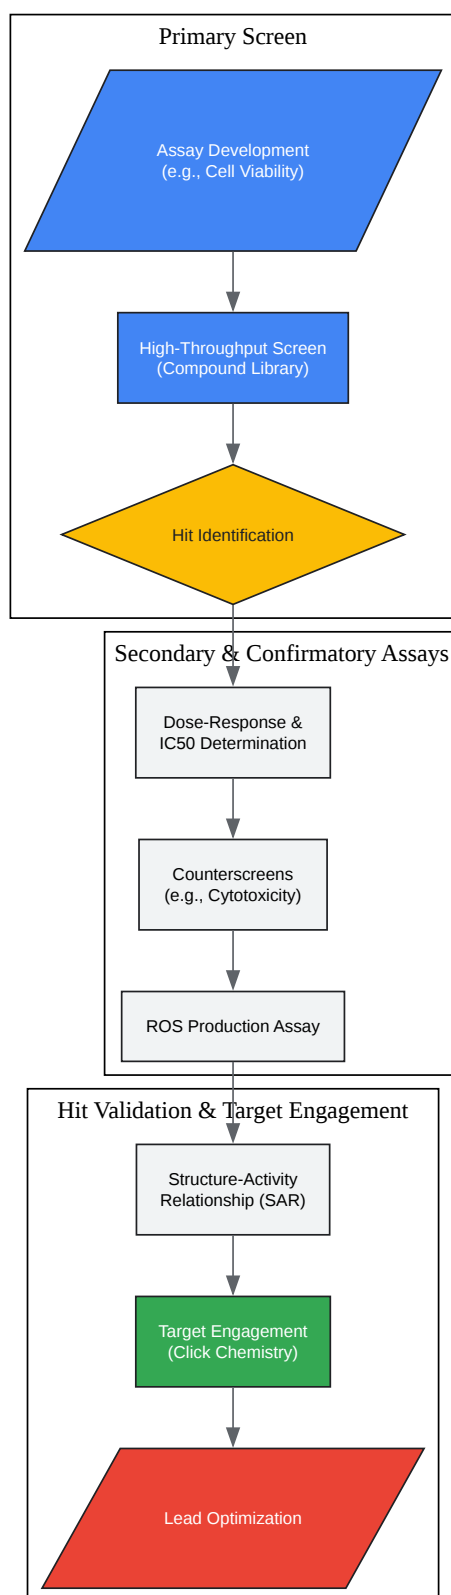 Primary Screen
Assay Development
(e.g., Cell Viability)
High-Throughput Screen
(Compound Library)
Hit Identification
Secondary & Confirmatory Assays
Dose-Response &
IC50 Determination
Counterscreens
(e.g., Cytotoxicity)
ROS Production Assay
Hit Validation & Target Engagement
Structure-Activity
Relationship (SAR)
Target Engagement
(Click Chemistry)
Lead Optimization